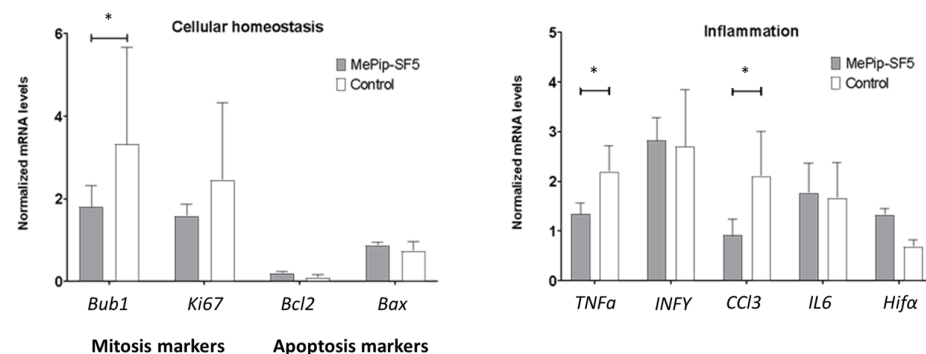 Cellular homeostasis
*
Normalized mRNA levels
6
4
2
0
MePip-SF5
Control
Bub1 Ki67 Bcl2 Bax
Mitosis markers Apoptosis markers
Inflammation
* *
Normalized mRNA levels
5
4
3
2
1
0
MePip-SF5
Control
TNFα INFY CCl3 IL6 Hifα